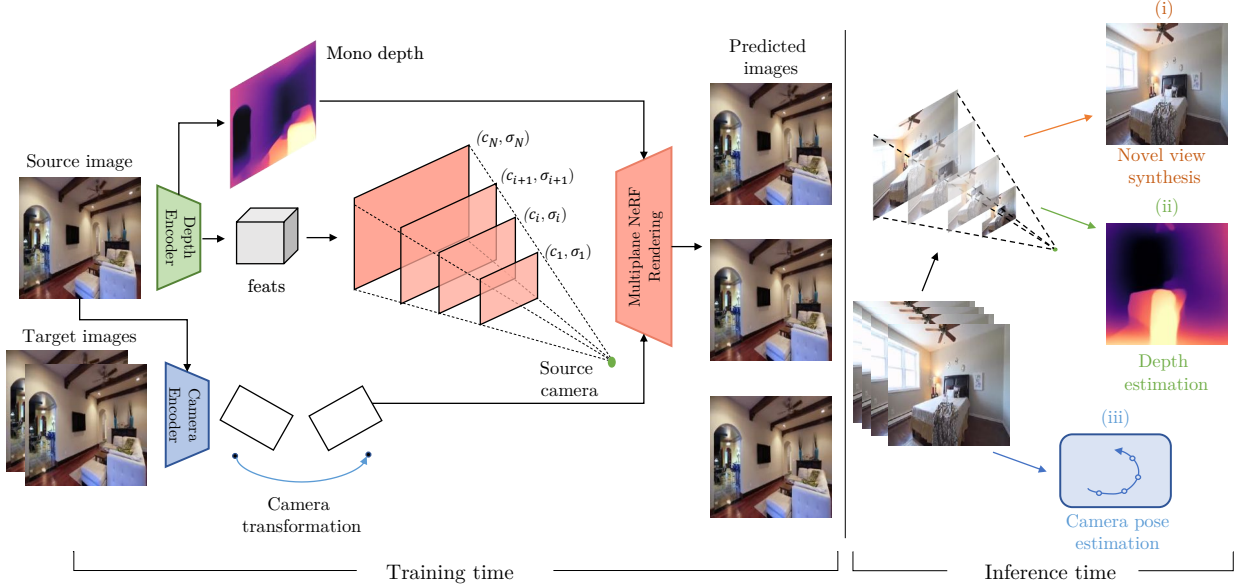 Mono depth
Source image
Depth
Encoder
feats
(c_N, σ_N)
(c_{i+1}, σ_{i+1})
(c_i, σ_i)
(c_1, σ_1)
Source
camera
Multiplane NeRF
Rendering
Target images
Camera
Encoder
Camera
transformation
Predicted
images
Training time
(i)
Novel view
synthesis
(ii)
Depth
estimation
(iii)
Camera pose
estimation
Inference time